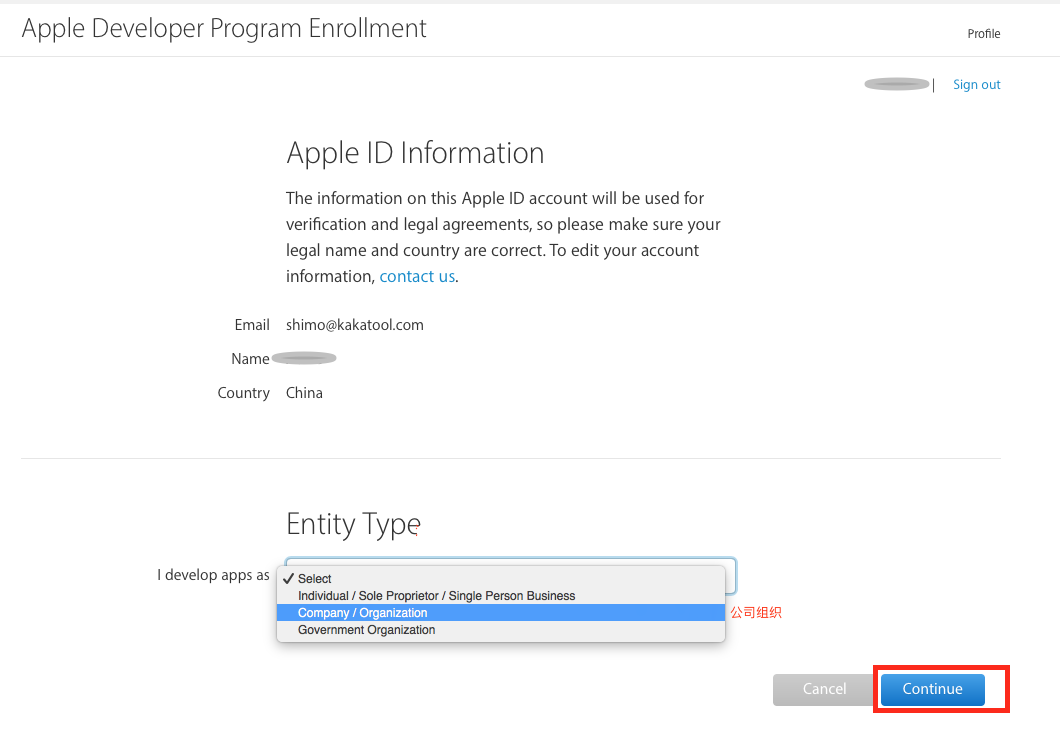 Apple Developer Program Enrollment
Profile
| Sign out
Apple ID Information
The information on this Apple ID account will be used for
verification and legal agreements, so please make sure your
legal name and country are correct. To edit your account
information, contact us.
Email shimo@kakatool.com
Name
Country China
Entity Type
I develop apps as
✓ Select
Individual / Sole Proprietor / Single Person Business
Company / Organization 公司组织
Government Organization
Cancel Continue